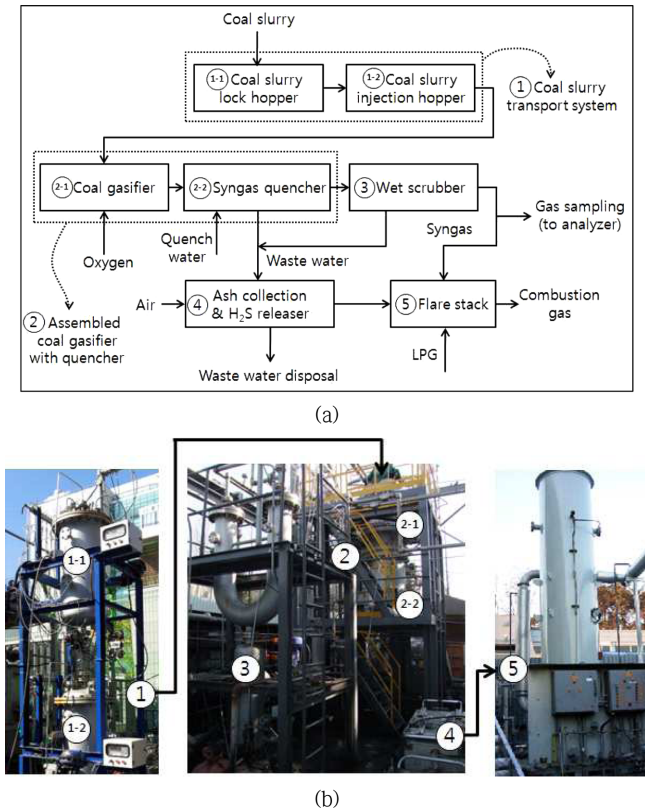 Coal slurry
1-1 Coal slurry
lock hopper
1-2 Coal slurry
injection hopper
1 Coal slurry
transport system
2-1 Coal gasifier
2-2 Syngas quencher
3 Wet scrubber
Gas sampling
(to analyzer)
Syngas
Oxygen
Quench
water
Waste water
2 Assembled
coal gasifier
with quencher
Air
4 Ash collection
& H₂S releaser
5 Flare stack
Combustion
gas
LPG
Waste water disposal
(a)
1-1
1-2
1
2-1
2
2-2
3
4
5
(b)